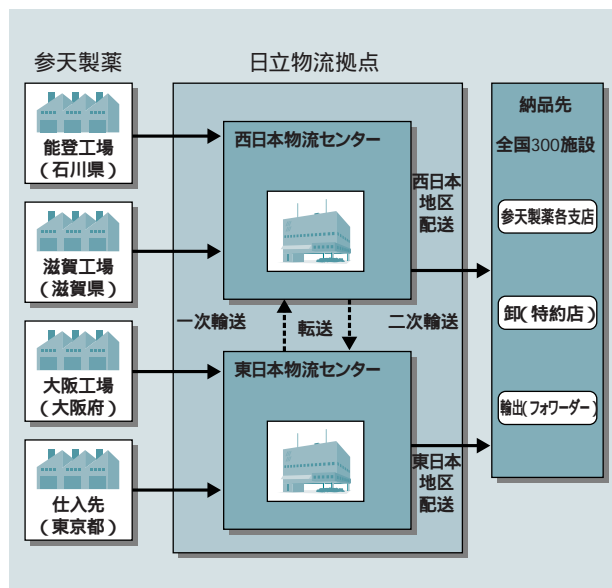 参天製薬
日立物流拠点
能登工場
(石川県)
滋賀工場
(滋賀県)
大阪工場
(大阪府)
仕入先
(東京都)
西日本物流センター
西日本
地区
配送
一次輸送
転送
二次輸送
東日本物流センター
東日本
地区
配送
納品先
全国300施設
参天製薬各支店
卸(特約店)
輸出(フォワーダー)